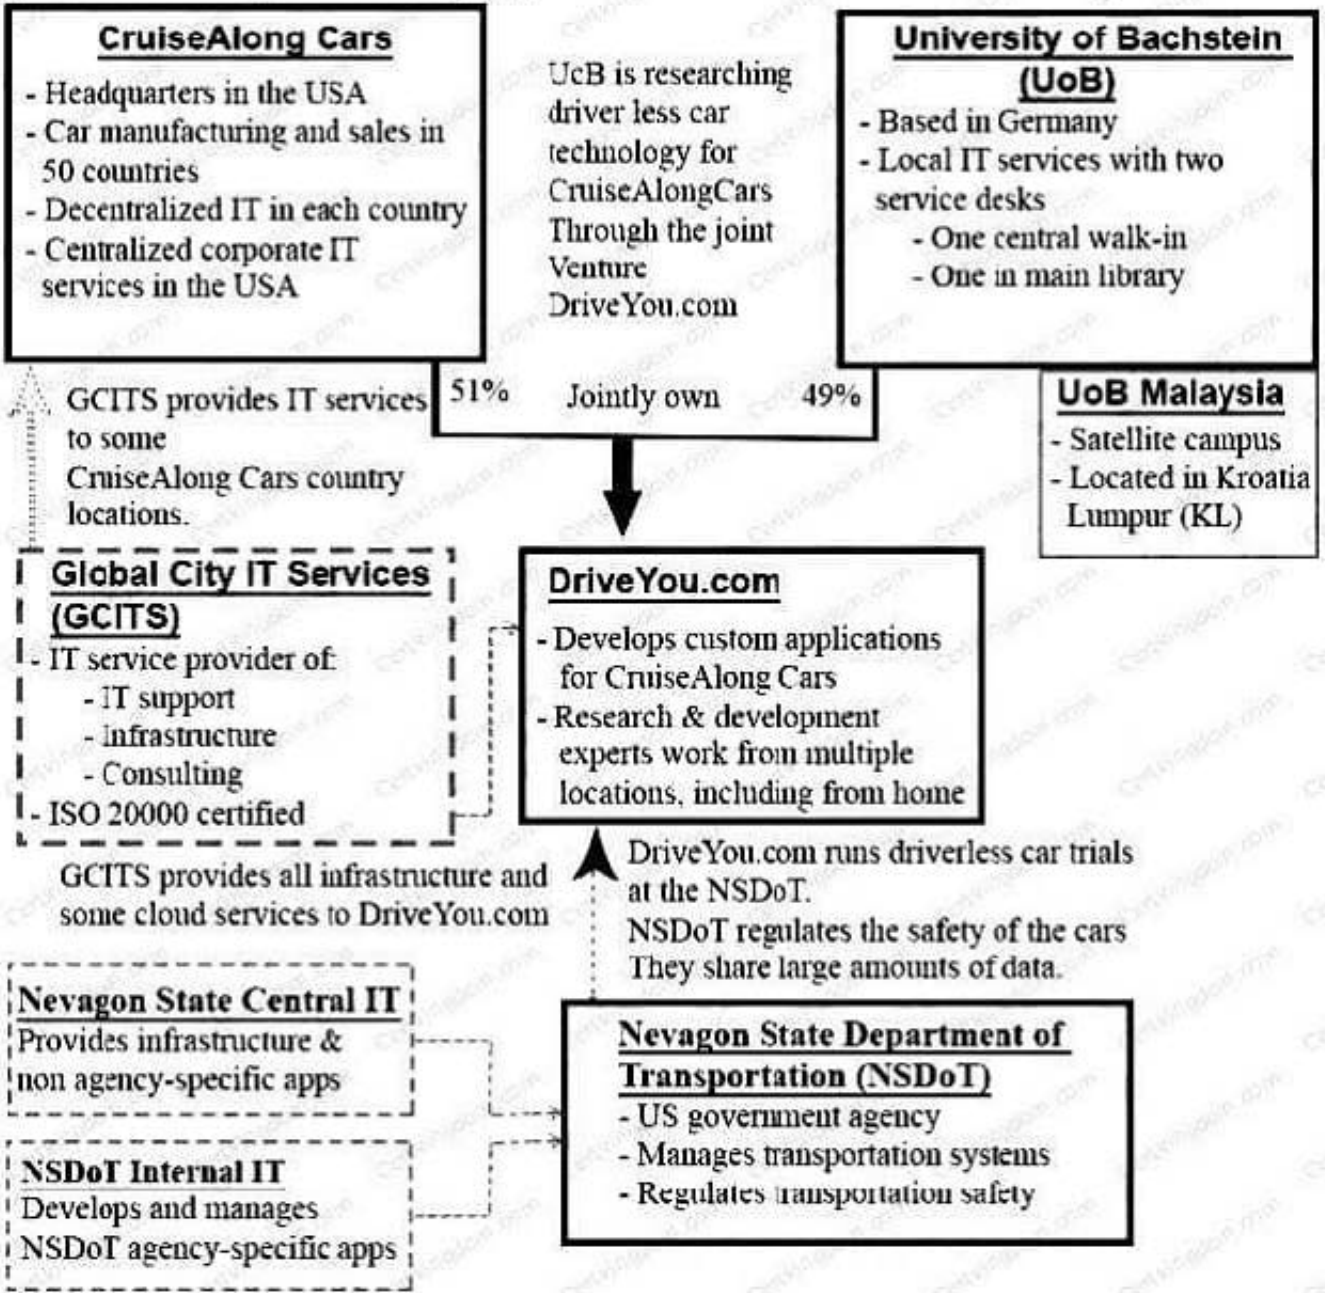 CruiseAlong Cars
- Headquarters in the USA
- Car manufacturing and sales in
50 countries
- Decentralized IT in each country
- Centralized corporate IT
services in the USA
UcB is researching
driver less car
technology for
CruiseAlongCars
Through the joint
Venture
DriveYou.com
University of Bachstein
(UoB)
- Based in Germany
- Local IT services with two
service desks
- One central walk-in
- One in main library
51% Jointly own 49%
UoB Malaysia
- Satellite campus
- Located in Kroatia
Lumpur (KL)
GCITS provides IT services
to some
CruiseAlong Cars country
locations.
Global City IT Services
(GCITS)
- IT service provider of:
- IT support
- Infrastructure
- Consulting
- ISO 20000 certified
DriveYou.com
- Develops custom applications
for CruiseAlong Cars
- Research & development
experts work from multiple
locations, including from home
GCITS provides all infrastructure and
some cloud services to DriveYou.com
DriveYou.com runs driverless car trials
at the NSDoT.
NSDoT regulates the safety of the cars
They share large amounts of data.
Nevagon State Central IT
Provides infrastructure &
non agency-specific apps
NSDoT Internal IT
Develops and manages
NSDoT agency-specific apps
Nevagon State Department of
Transportation (NSDoT)
- US government agency
- Manages transportation systems
- Regulates transportation safety